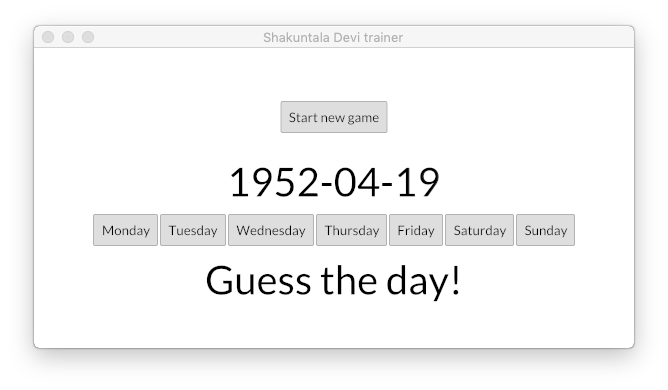 Shakuntala Devi trainer
Start new game
1952-04-19
Monday Tuesday Wednesday Thursday Friday Saturday Sunday
Guess the day!